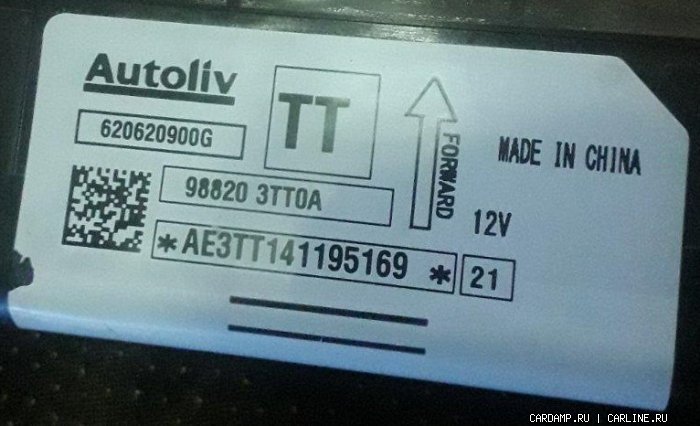 Autoliv
620620900G
TT
FORWARD
MADE IN CHINA
98820 3TT0A
12V
*AE3TT141195169 *
21
CARDAMP.RU | CARLINE.RU